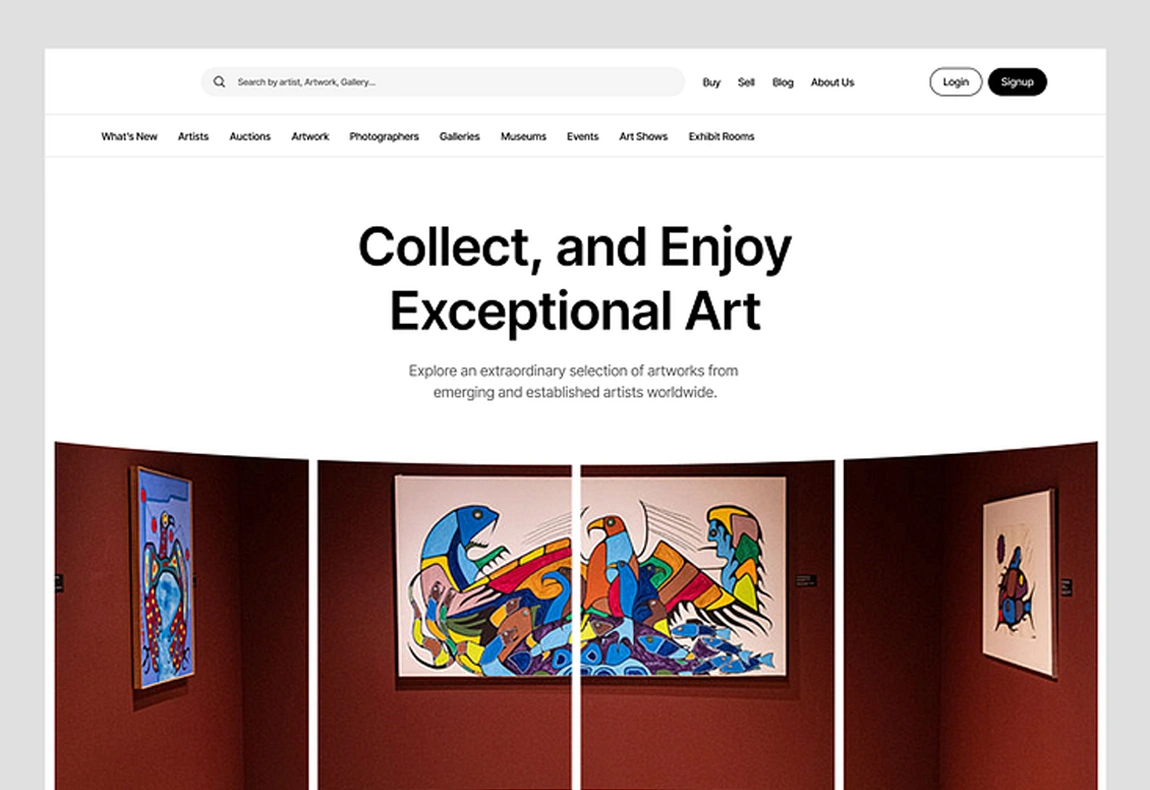 Search by artist, Artwork, Gallery...
Buy Sell Blog About Us
Login Signup
What's New Artists Auctions Artwork Photographers Galleries Museums Events Art Shows Exhibit Rooms
Collect, and Enjoy
Exceptional Art
Explore an extraordinary selection of artworks from
emerging and established artists worldwide.